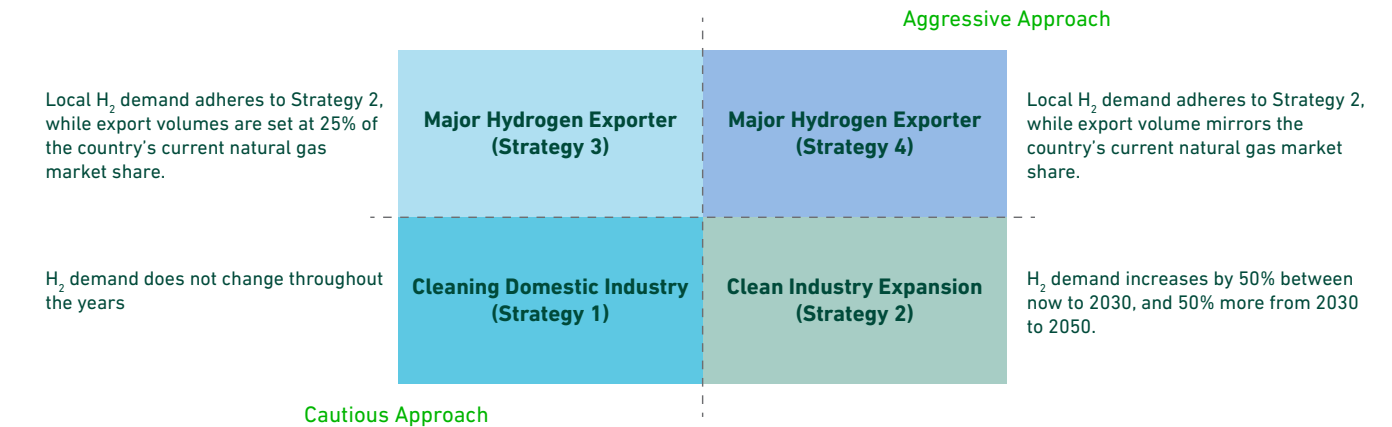 Aggressive Approach
Local H₂ demand adheres to Strategy 2,
while export volumes are set at 25% of
the country's current natural gas
market share.
Major Hydrogen Exporter
(Strategy 3)
Major Hydrogen Exporter
(Strategy 4)
Local H₂ demand adheres to Strategy 2,
while export volume mirrors the
country's current natural gas market
share.
H₂ demand does not change throughout
the years
Cleaning Domestic Industry
(Strategy 1)
Clean Industry Expansion
(Strategy 2)
H₂ demand increases by 50% between
now to 2030, and 50% more from 2030
to 2050.
Cautious Approach